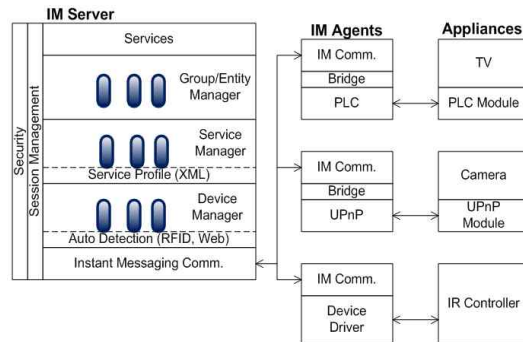 IM Server
IM Agents
Appliances
Security
Session Management
Services
Group/Entity
Manager
Service
Manager
Service Profile (XML)
Device
Manager
Auto Detection (RFID, Web)
Instant Messaging Comm.
IM Comm.
Bridge
PLC
TV
PLC Module
IM Comm.
Bridge
UPnP
Camera
UPnP
Module
IM Comm.
Device
Driver
IR Controller